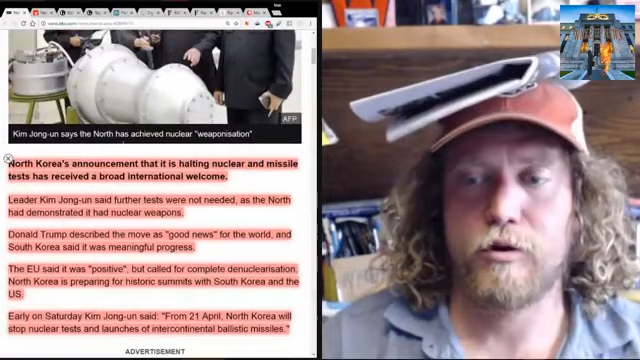 AFP
Kim Jong-un says the North has achieved nuclear "weaponisation"
North Korea's announcement that it is halting nuclear and missile
tests has received a broad international welcome.
Leader Kim Jong-un said further tests were not needed, as the North
had demonstrated it had nuclear weapons.
Donald Trump described the move as "good news" for the world, and
South Korea said it was meaningful progress.
The EU said it was "positive", but called for complete denuclearisation.
North Korea is preparing for historic summits with South Korea and the
US.
Early on Saturday Kim Jong-un said: "From 21 April, North Korea will
stop nuclear tests and launches of intercontinental ballistic missiles."
ADVERTISEMENT